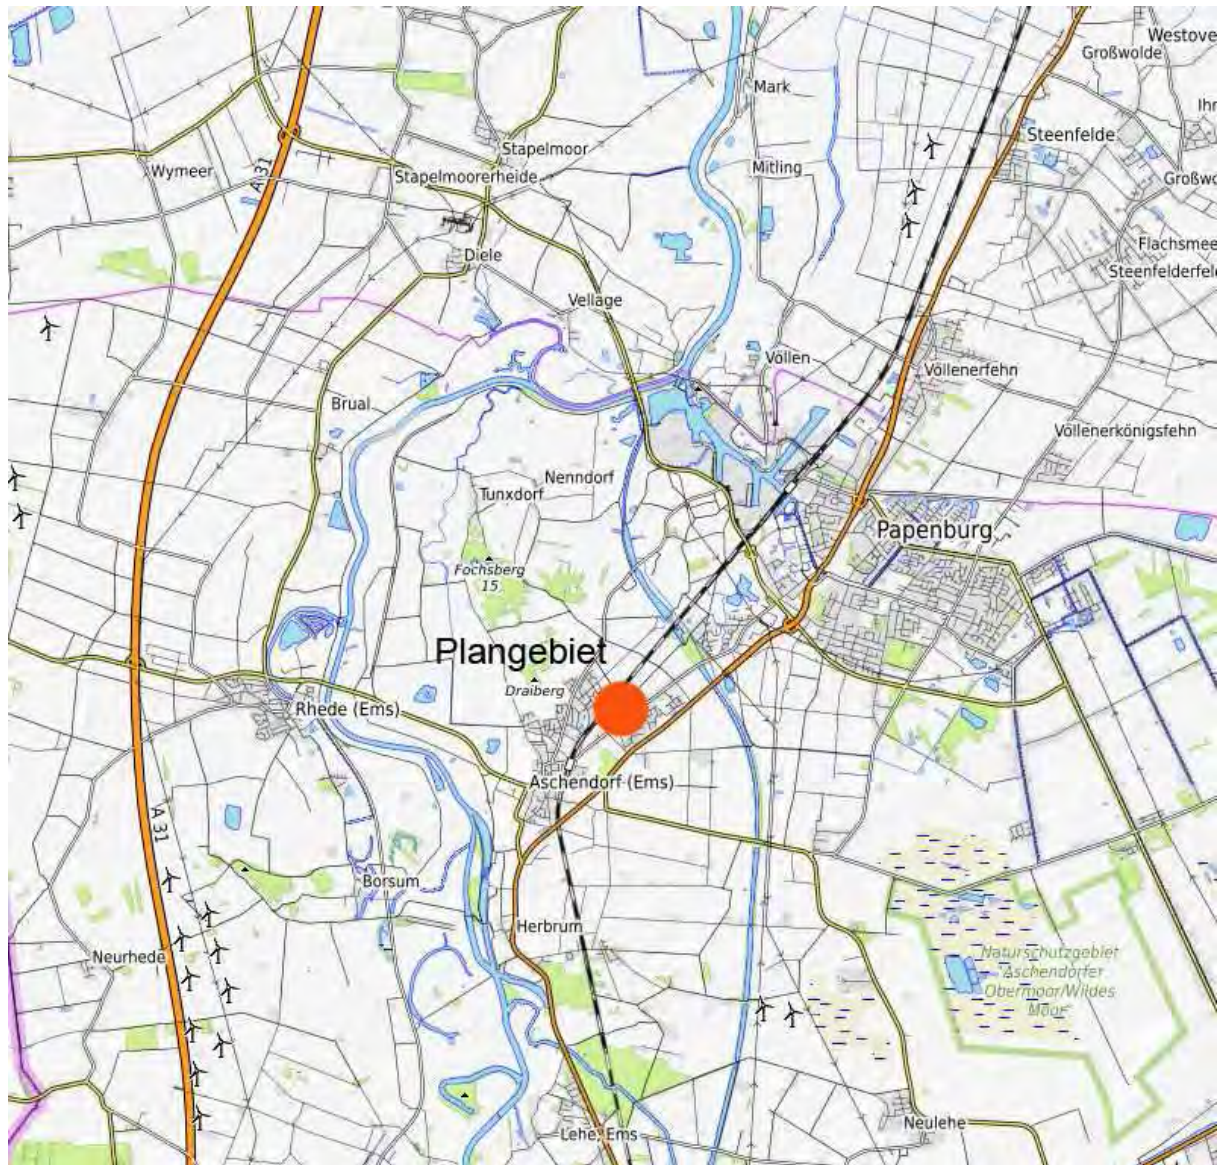 Westove
Großwolde
Mark
Ihr
Steenfelde
Stapelmoor
A 31
Wymeer
Mitling
Stapelmoorerheide
Großwo
Flachsmee
Diele
Steenfelderfel
Vellage
Völlen
Völlenerfehn
Brual
Völlenerkönigsfehn
Nenndorf
Tunxdorf
Papenburg
Fochsberg
15
Plangebiet
Draiberg
Rhede (Ems)
Aschendorf (Ems)
A 31
Borsum
Herbrum
Neurhede
Naturschutzgebiet
"Aschendorfer
Obermoor/Wildes
Moor"
Neulehe
Lehe, Ems